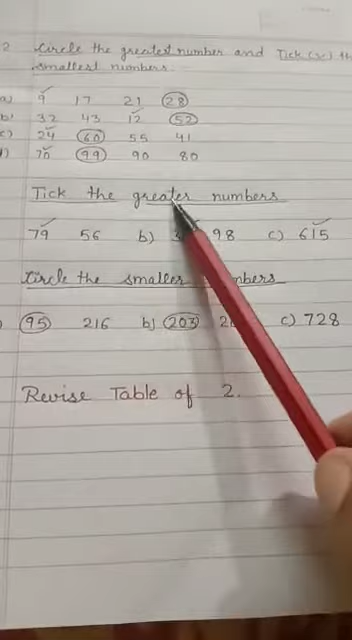 2 Circle the greatest number and Tick (✓) the
smallest numbers.
a) 9 17 21 28
b) 32 43 12 52
c) 24 60 55 41
d) 70 99 90 80
Tick the greater numbers
79 56 b) 98 c) 615
Circle the smaller
95 216 b) 203 c) 728
Revise Table of 2.